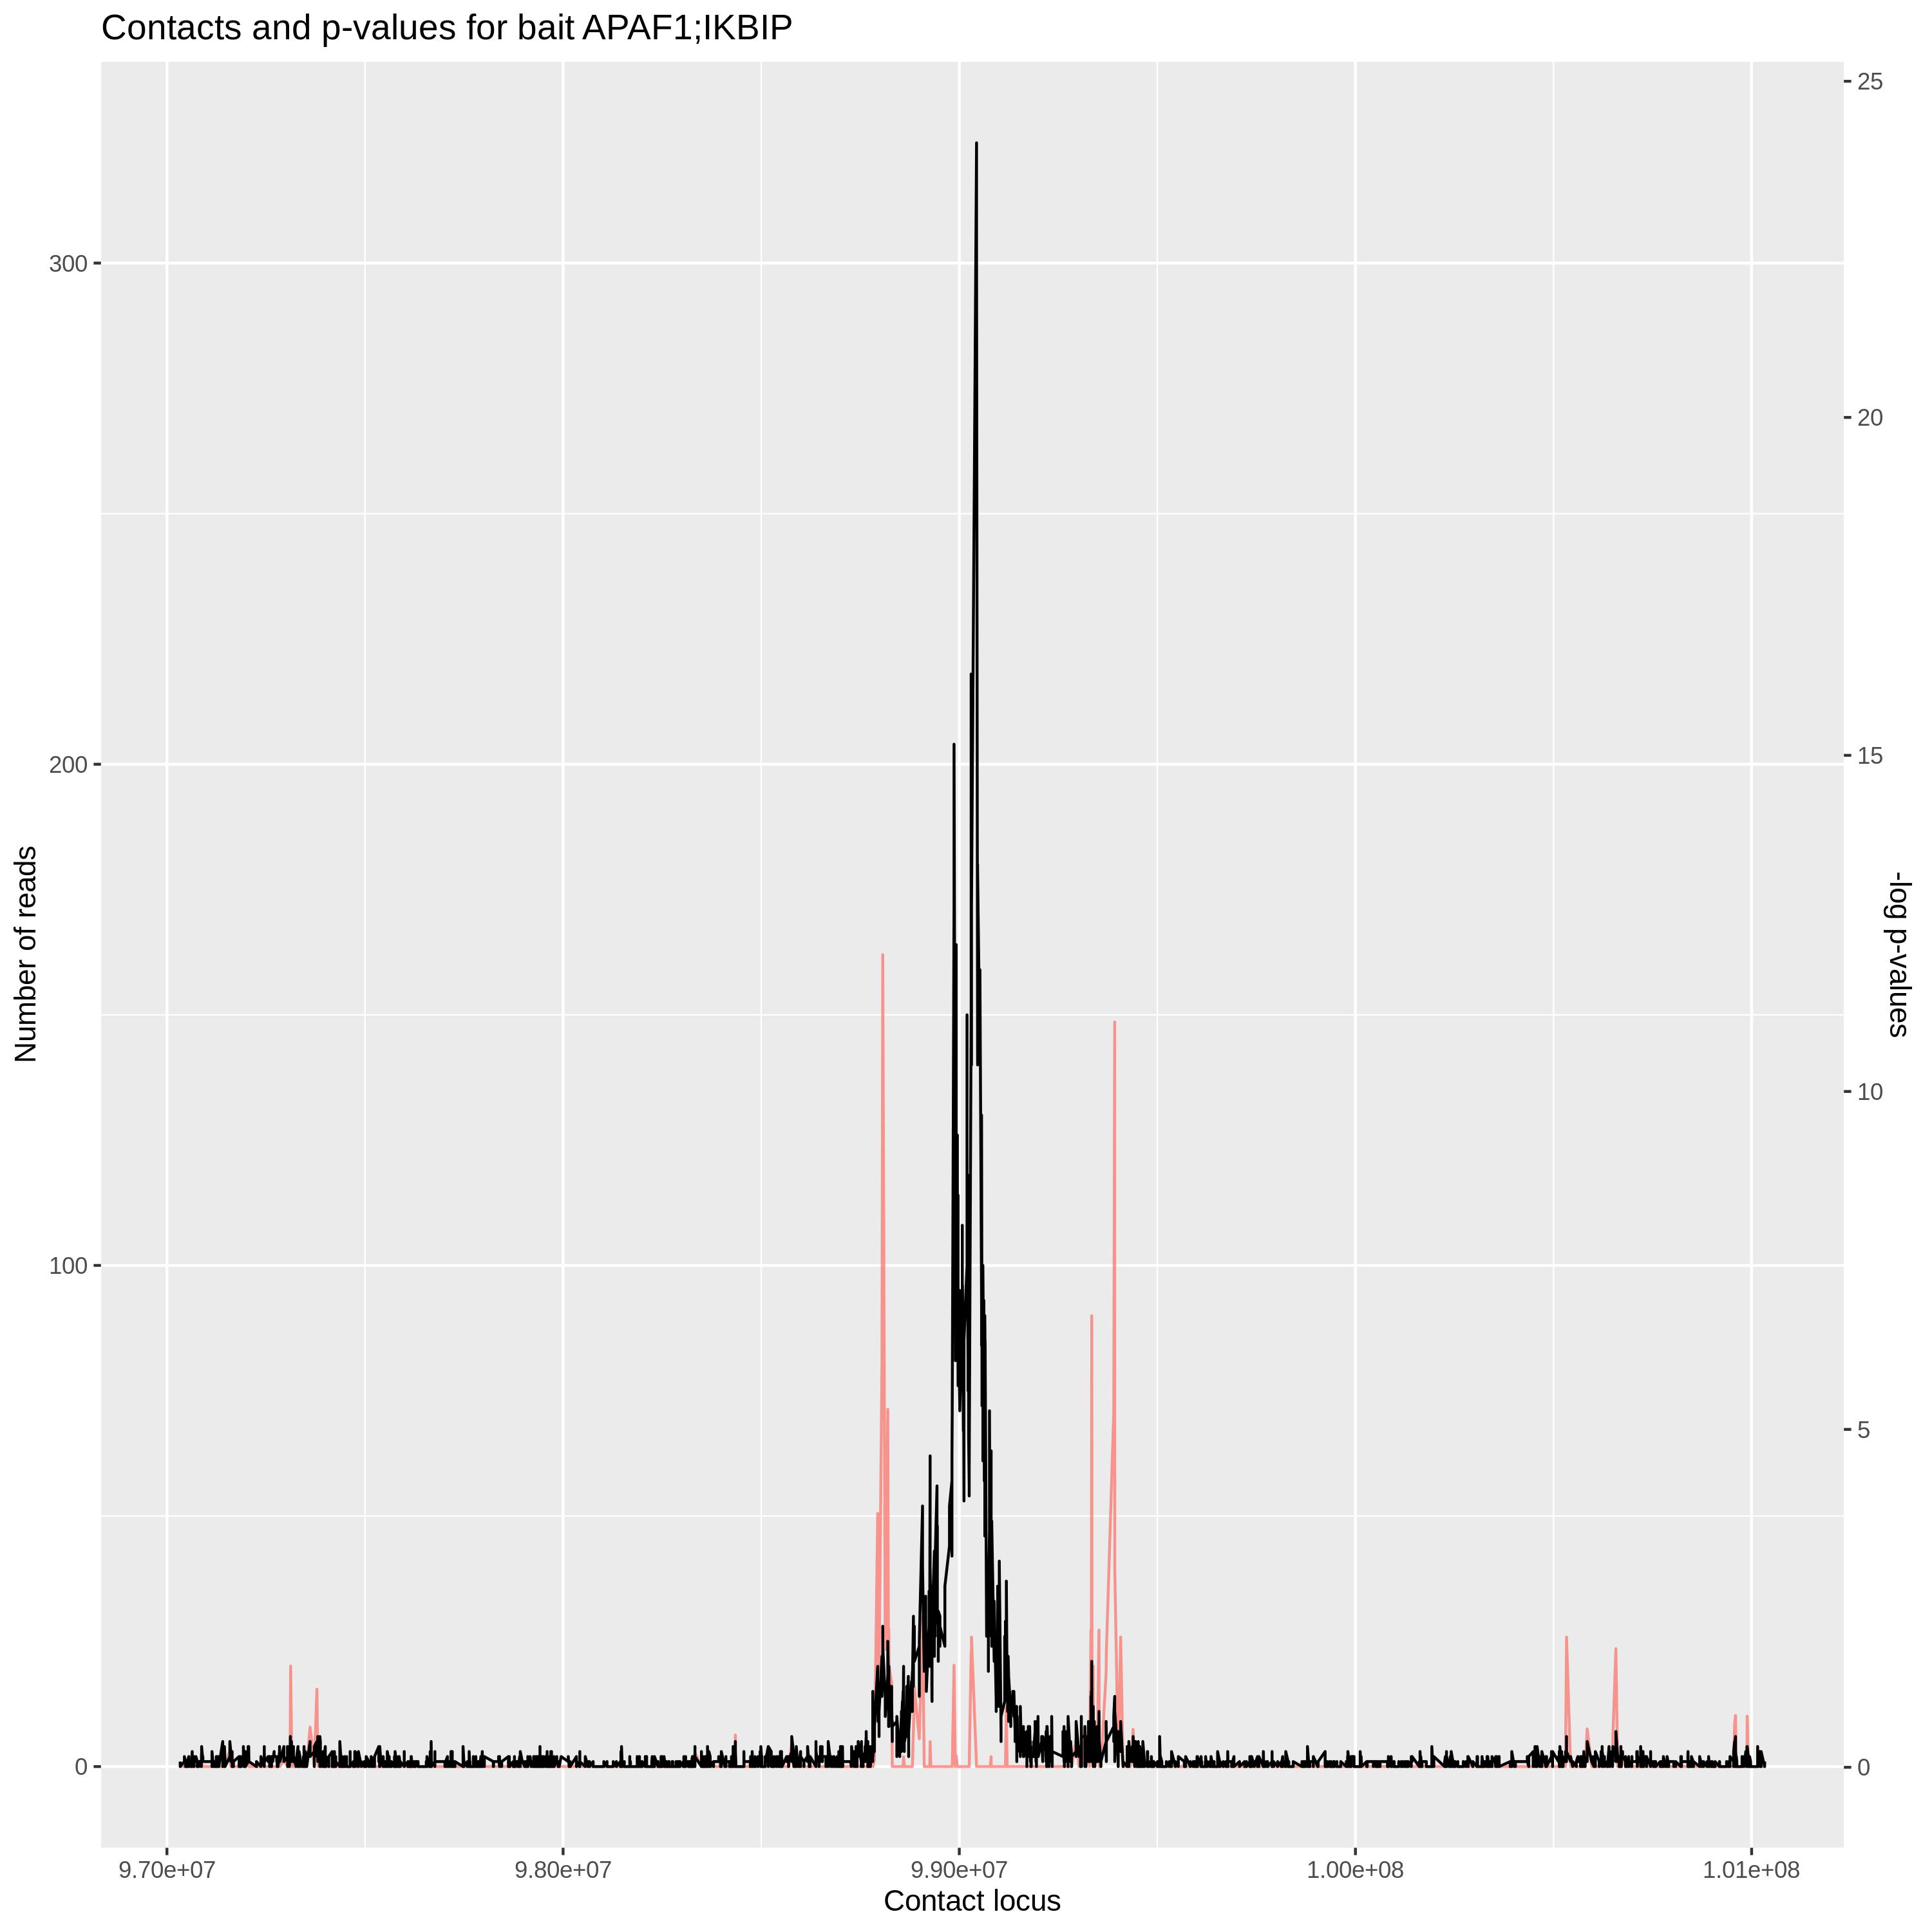 Contacts and p-values for bait APAF1;IKBIP
Number of reads
300
200
100
0
25
20
15
10
5
0
-log p-values
9.70e+07
9.80e+07
9.90e+07
1.00e+08
1.01e+08
Contact locus